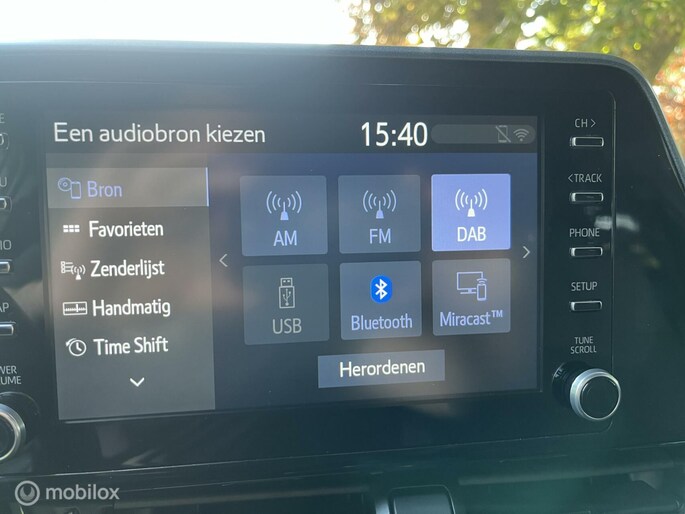 Een audiobron kiezen
15:40
Bron
Favorieten
Zenderlijst
Handmatig
Time Shift
AM
FM
DAB
USB
Bluetooth
Miracast™
Herordenen
CH >
< TRACK
PHONE
SETUP
TUNE
SCROLL
mobilox